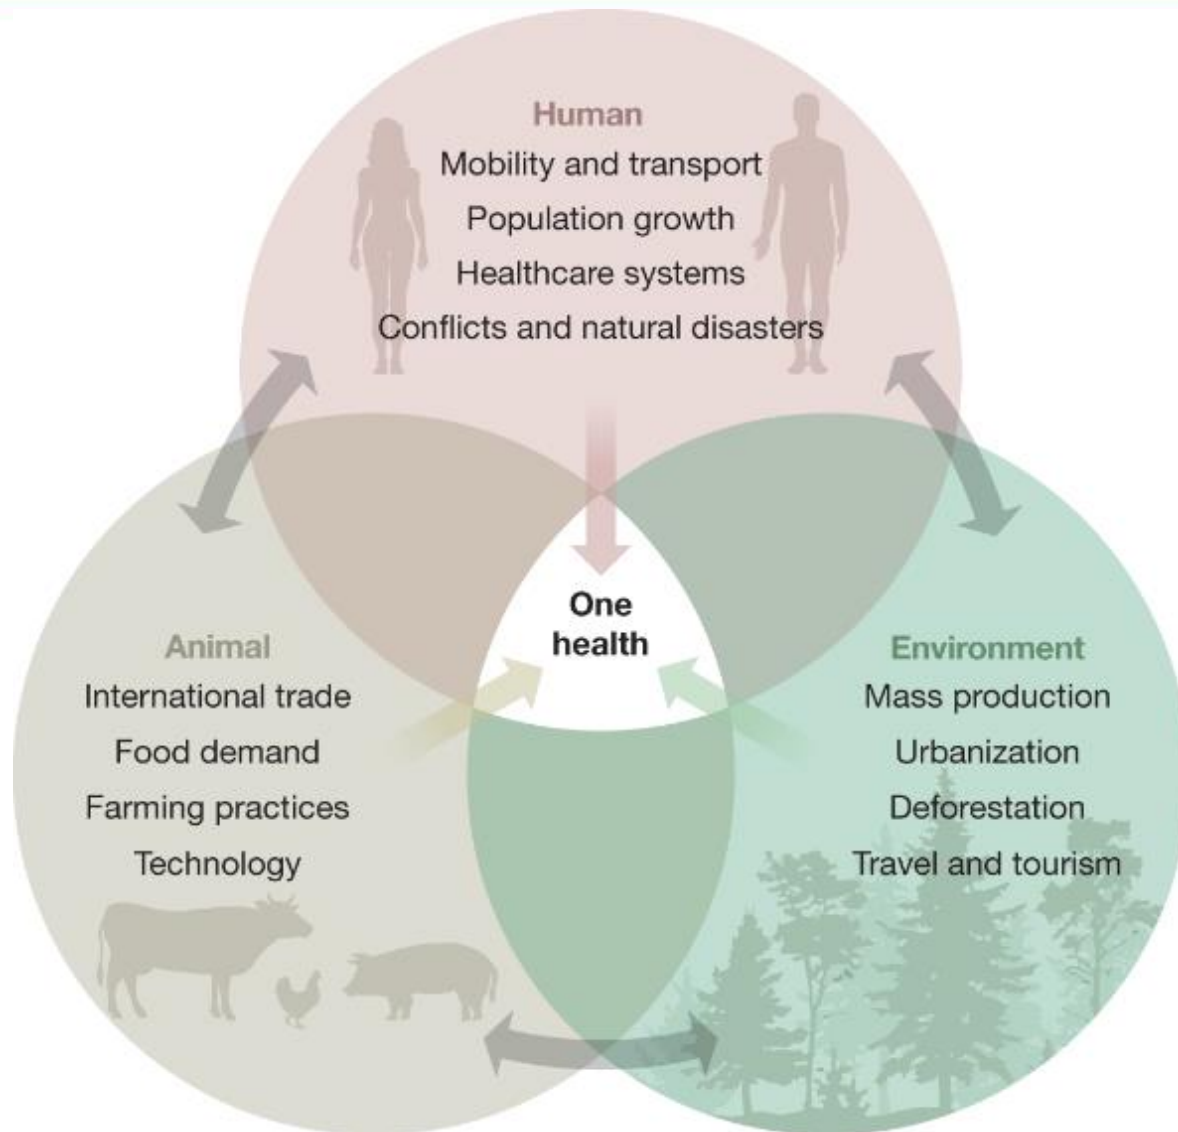 Human
Mobility and transport
Population growth
Healthcare systems
Conflicts and natural disasters
One
health
Animal
International trade
Food demand
Farming practices
Technology
Environment
Mass production
Urbanization
Deforestation
Travel and tourism